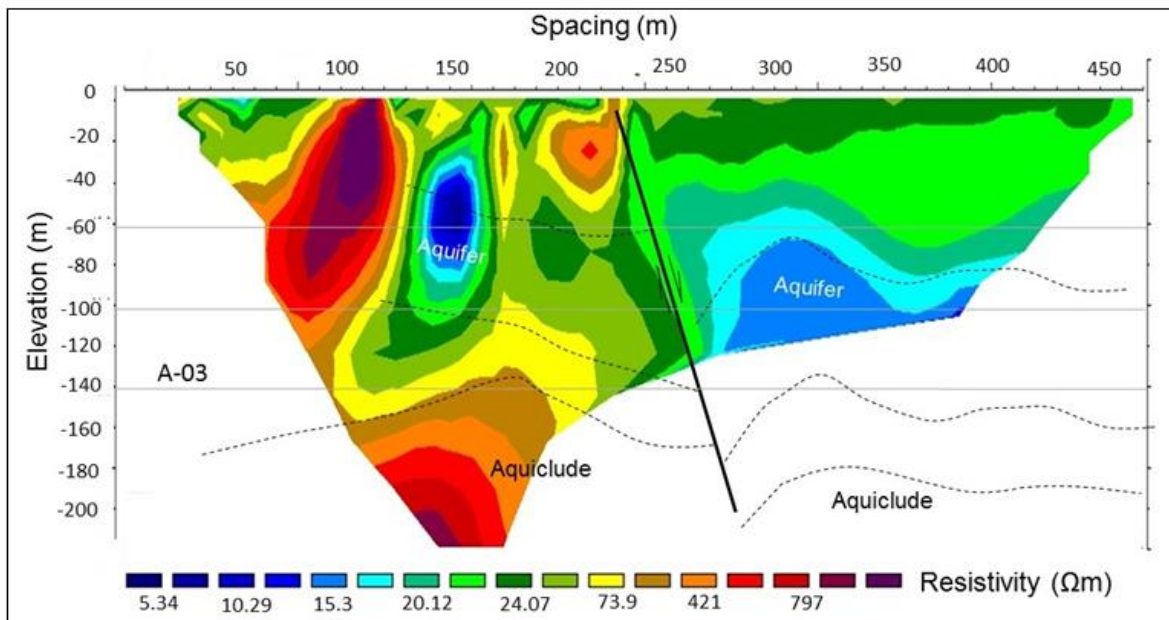 Spacing (m)
50 100 150 200 250 300 350 400 450
Elevation (m)
0
-20
-40
-60
-80
-100
-120
-140
-160
-180
-200
Aquifer
Aquifer
A-03
Aquiclude
Aquiclude
5.34 10.29 15.3 20.12 24.07 73.9 421 797 Resistivity (Ωm)